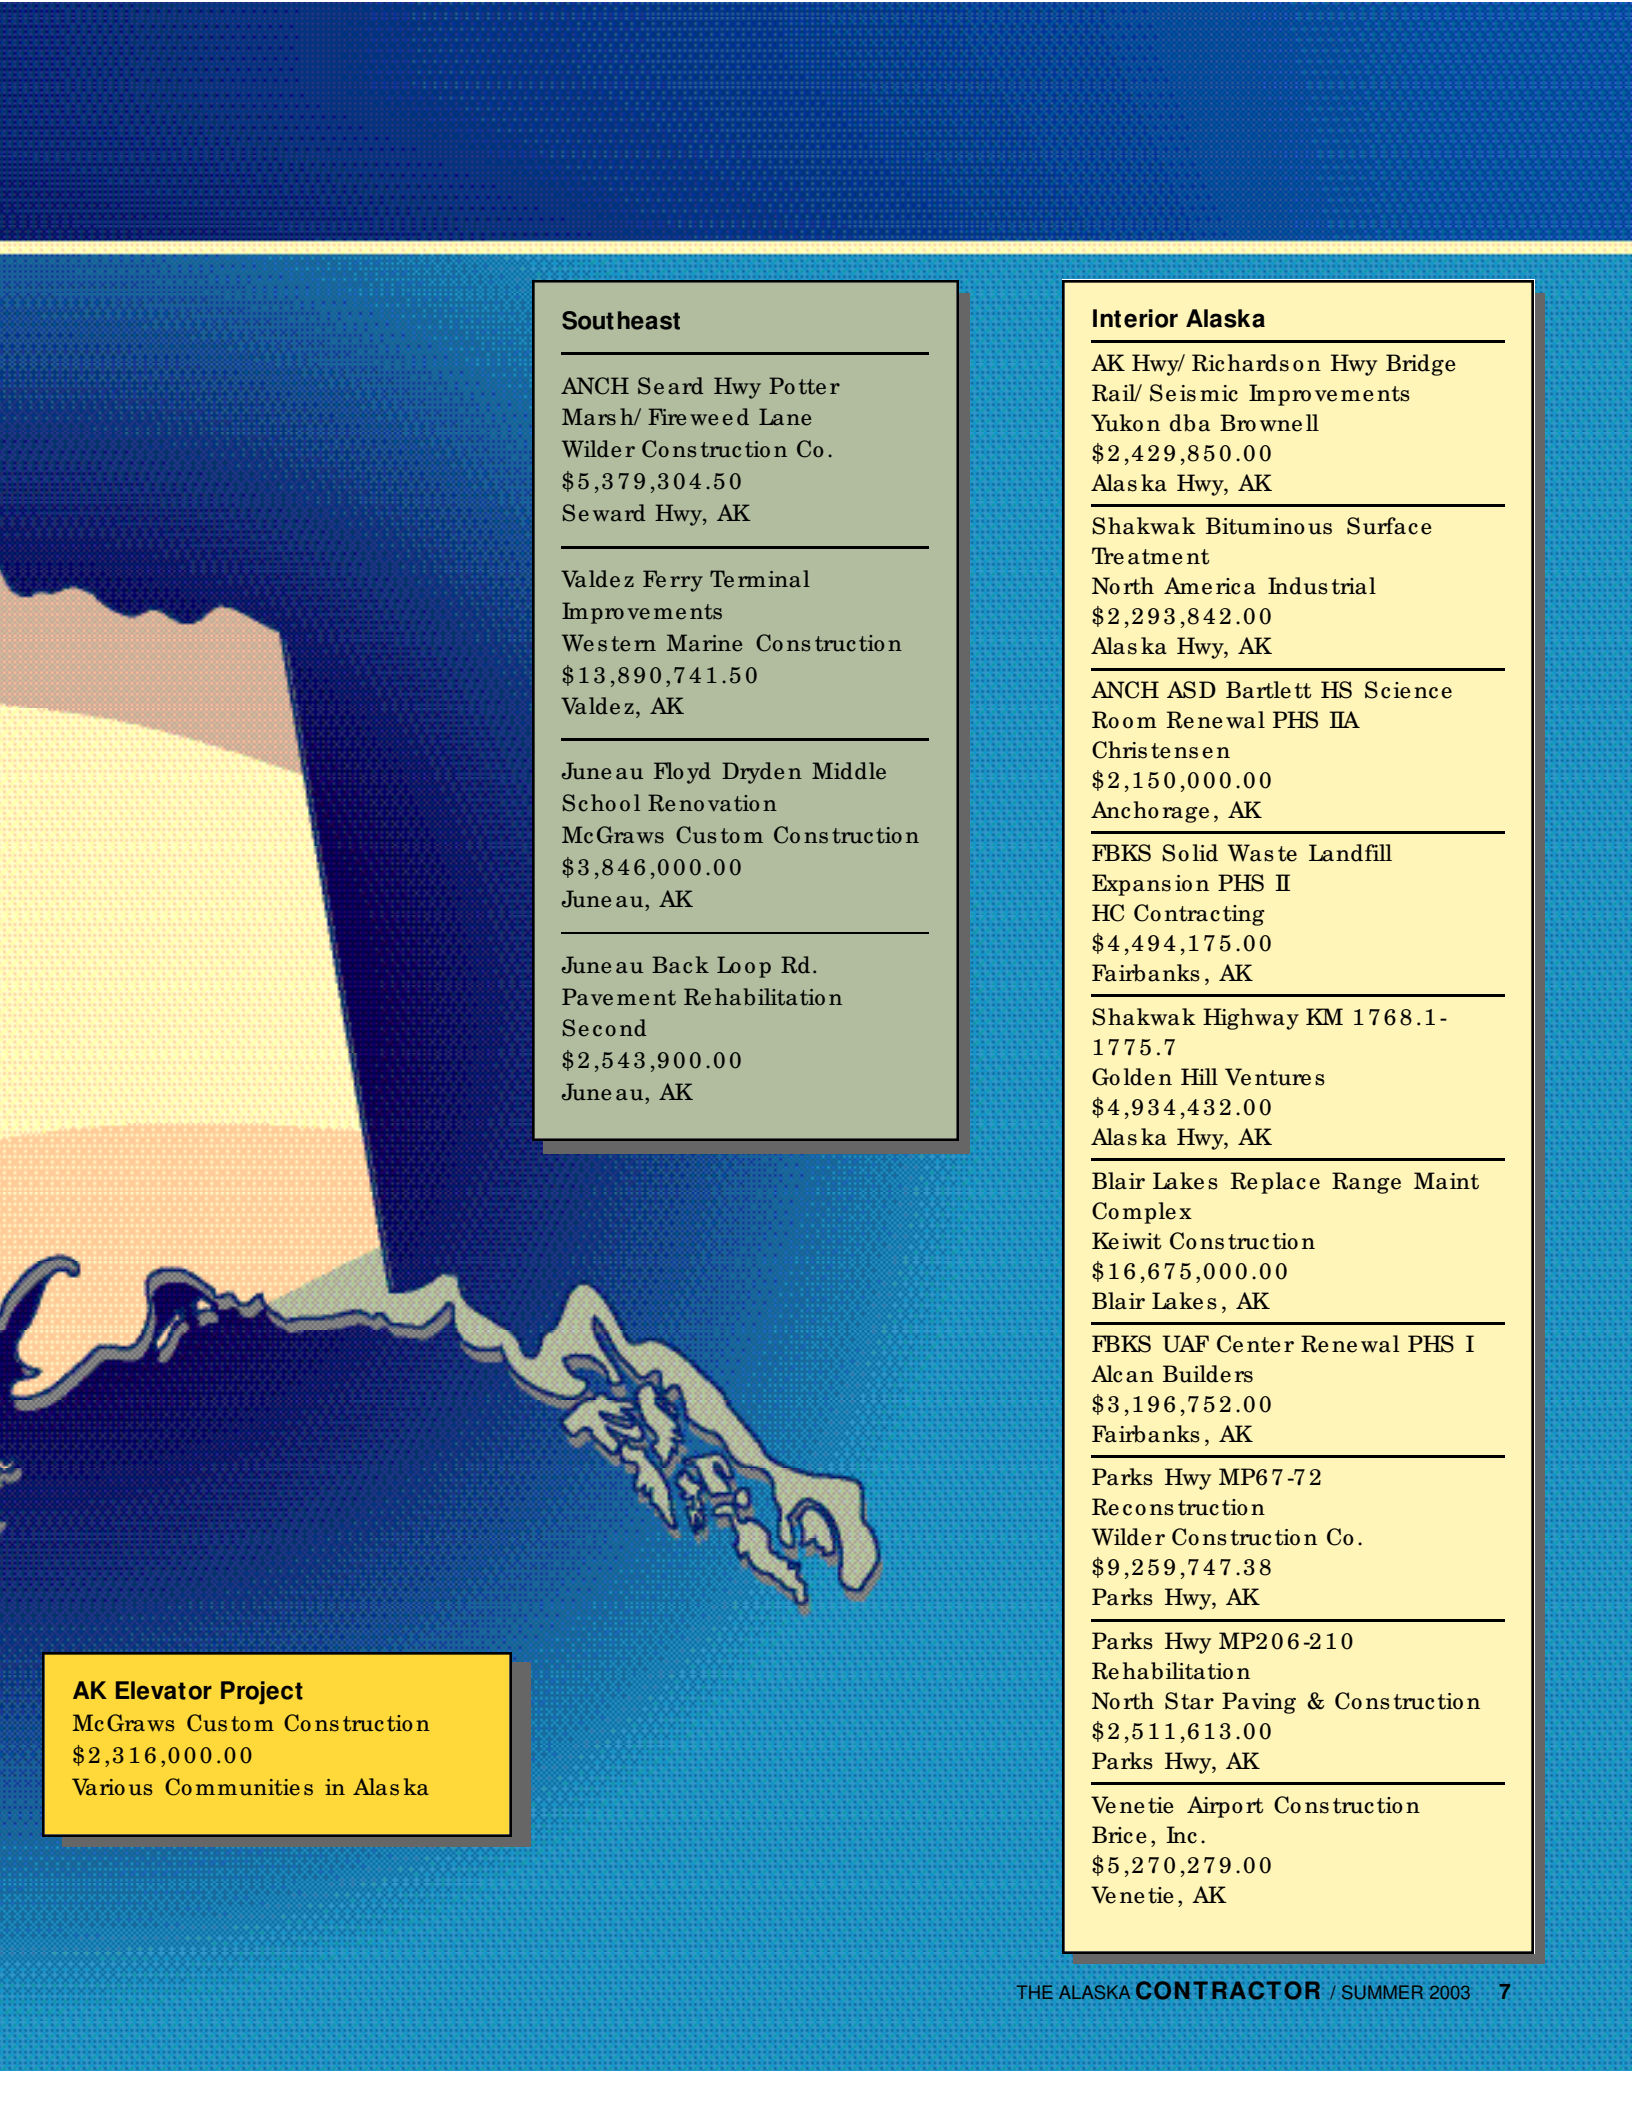 Southeast
ANCH Seard Hwy Potter
Marsh/Fireweed Lane
Wilder Construction Co.
$5,379,304.50
Seward Hwy, AK
Valdez Ferry Terminal
Improvements
Western Marine Construction
$13,890,741.50
Valdez, AK
Juneau Floyd Dryden Middle
School Renovation
McGraws Custom Construction
$3,846,000.00
Juneau, AK
Juneau Back Loop Rd.
Pavement Rehabilitation
Second
$2,543,900.00
Juneau, AK
Interior Alaska
AK Hwy/Richardson Hwy Bridge
Rail/Seismic Improvements
Yukon dba Brownell
$2,429,850.00
Alaska Hwy, AK
Shakwak Bituminous Surface
Treatment
North America Industrial
$2,293,842.00
Alaska Hwy, AK
ANCH ASD Bartlett HS Science
Room Renewal PHS IIA
Christensen
$2,150,000.00
Anchorage, AK
FBKS Solid Waste Landfill
Expansion PHS II
HC Contracting
$4,494,175.00
Fairbanks, AK
Shakwak Highway KM 1768.1-
1775.7
Golden Hill Ventures
$4,934,432.00
Alaska Hwy, AK
Blair Lakes Replace Range Maint
Complex
Keiwit Construction
$16,675,000.00
Blair Lakes, AK
FBKS UAF Center Renewal PHS I
Alcan Builders
$3,196,752.00
Fairbanks, AK
Parks Hwy MP67-72
Reconstruction
Wilder Construction Co.
$9,259,747.38
Parks Hwy, AK
Parks Hwy MP206-210
Rehabilitation
North Star Paving & Construction
$2,511,613.00
Parks Hwy, AK
Venetie Airport Construction
Brice, Inc.
$5,270,279.00
Venetie, AK
AK Elevator Project
McGraws Custom Construction
$2,316,000.00
Various Communities in Alaska
THE ALASKA CONTRACTOR / SUMMER 2003 7